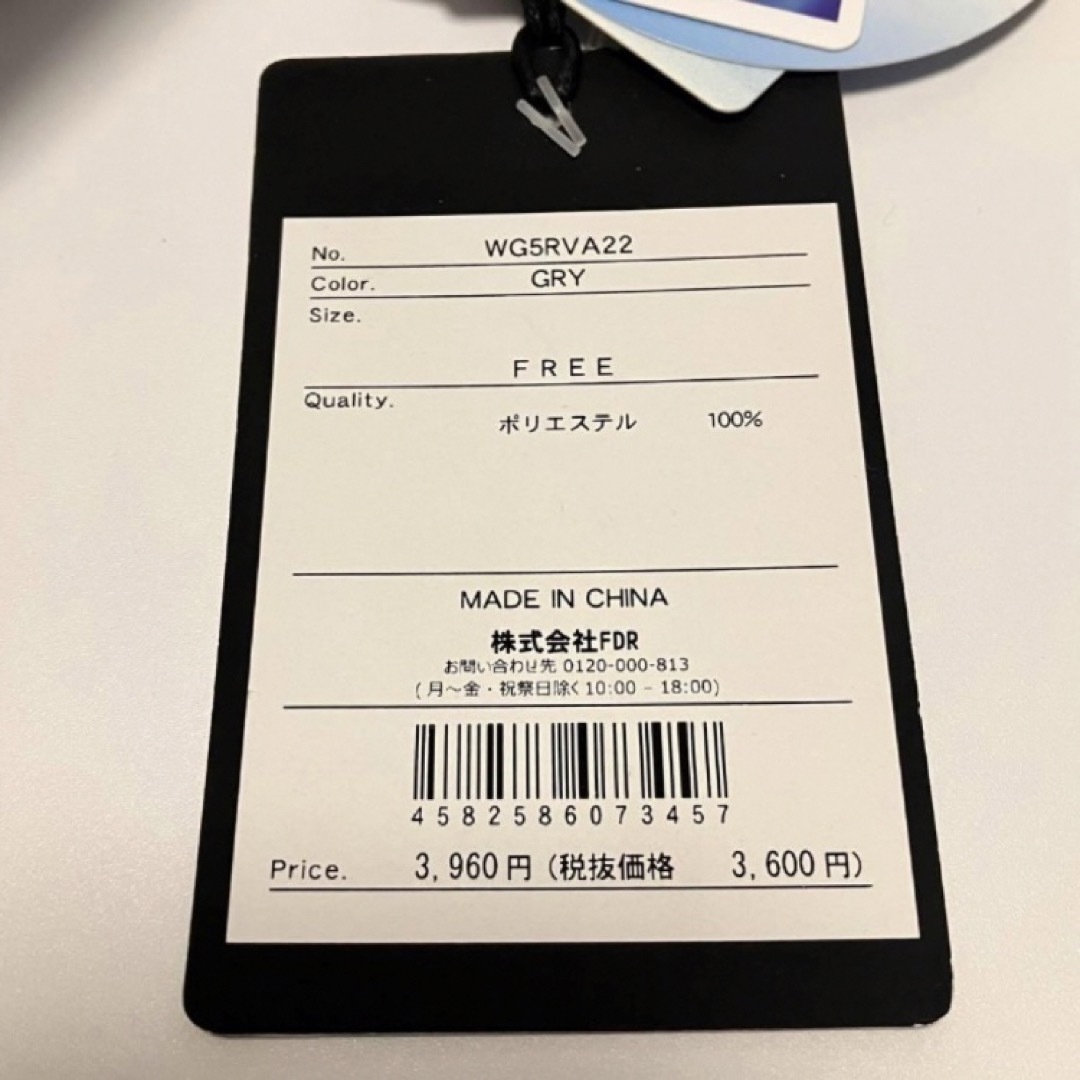 No. WG5RVA22
Color. GRY
Size.
FREE
Quality.
ポリエステル 100%
MADE IN CHINA
株式会社FDR
お問い合わせ先 0120-000-813
(月～金・祝祭日除く10:00 - 18:00)
4582586073457
Price. 3,960円(税抜価格 3,600円)